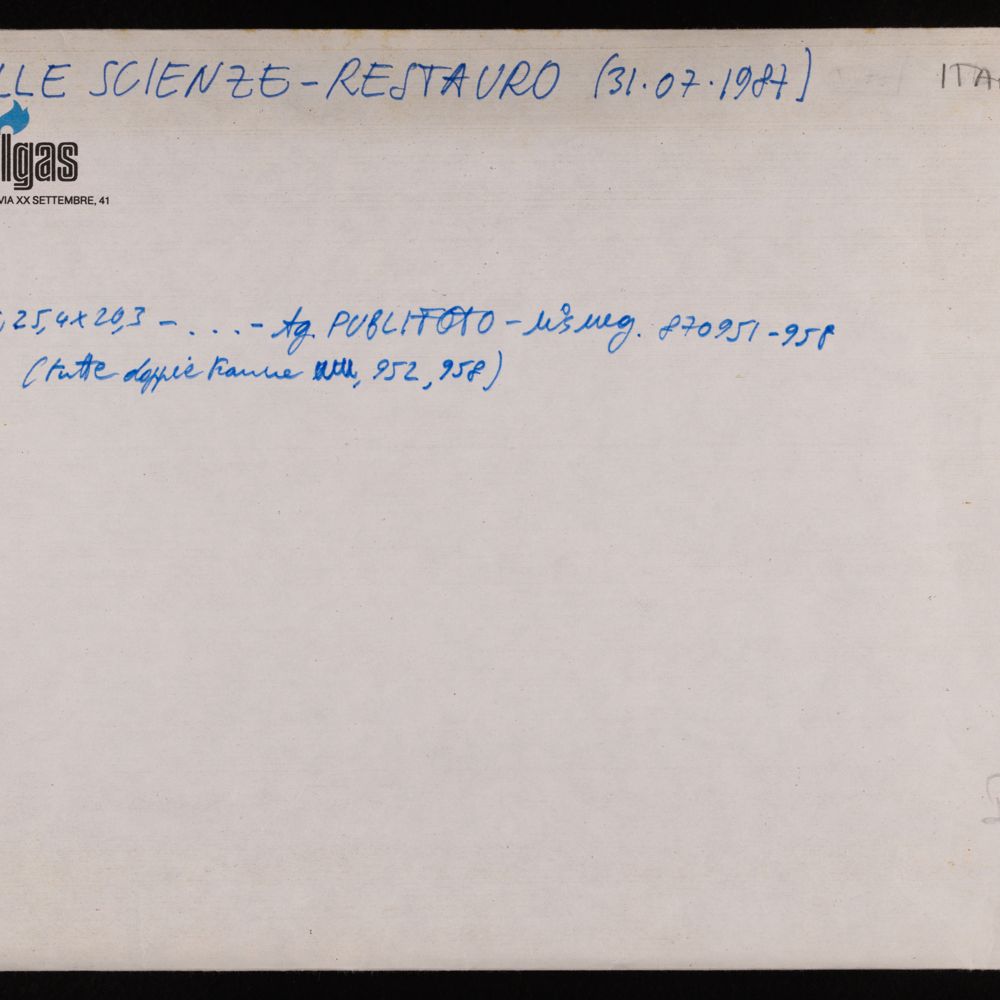 LLE SCIENZE - RESTAURO (31.07.1987) ITA
lgas
VIA XX SETTEMBRE, 41
, 25,4x20,3 - . . . - Ag. PUBLIFOTO - neg. 870951-958
(tutte doppie tranne , 952, 958)